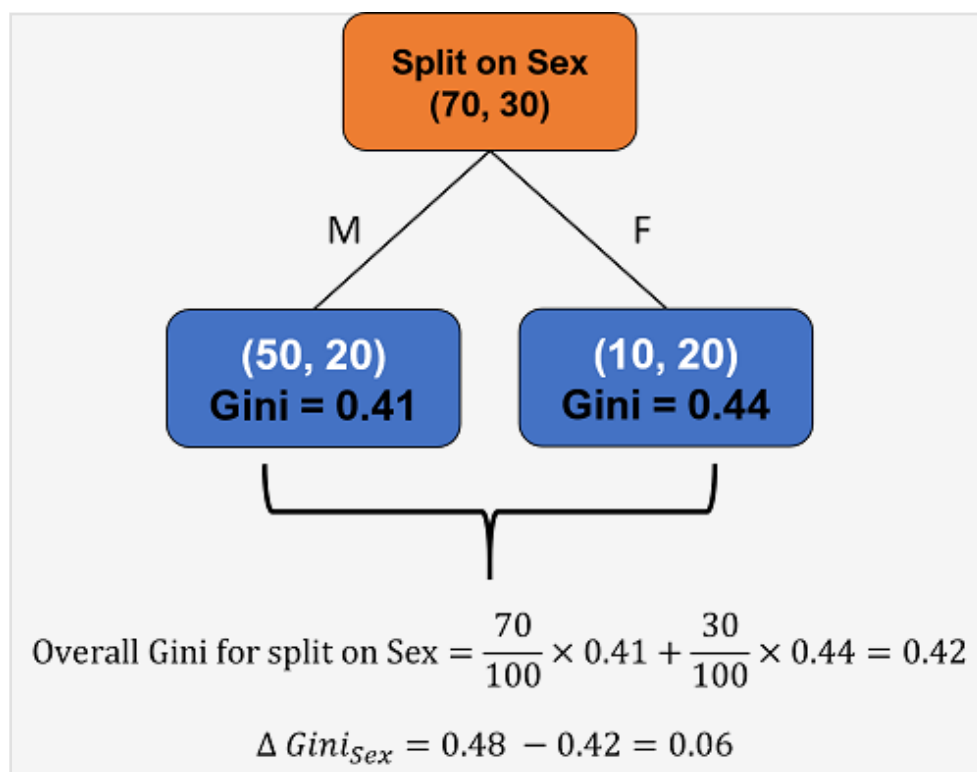 Split on Sex
(70, 30)
M
F
(50, 20)
Gini = 0.41
(10, 20)
Gini = 0.44
Overall Gini for split on Sex = 70/100 × 0.41 + 30/100 × 0.44 = 0.42
Δ Gini_Sex = 0.48 − 0.42 = 0.06